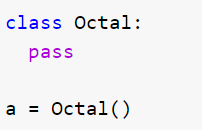 class Octal:
  pass

a = Octal()